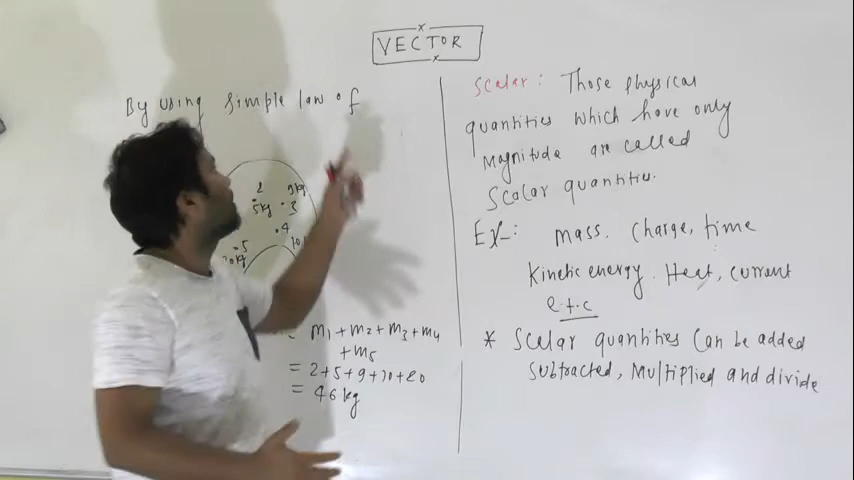 VECTOR
Scalar: Those physical
quantities which have only
Magnitude are called
Scalar quantities.
Ex-: mass. Charge, time
Kinetic energy. Heat, current
e.t.c
* Scalar quantities Can be added
Subtracted, Multiplied and divide
By using simple law of
2 9kg
5kg 3
4
5 10
20kg
= m1+m2+m3+m4
+m5
= 2+5+9+10+20
= 46kg